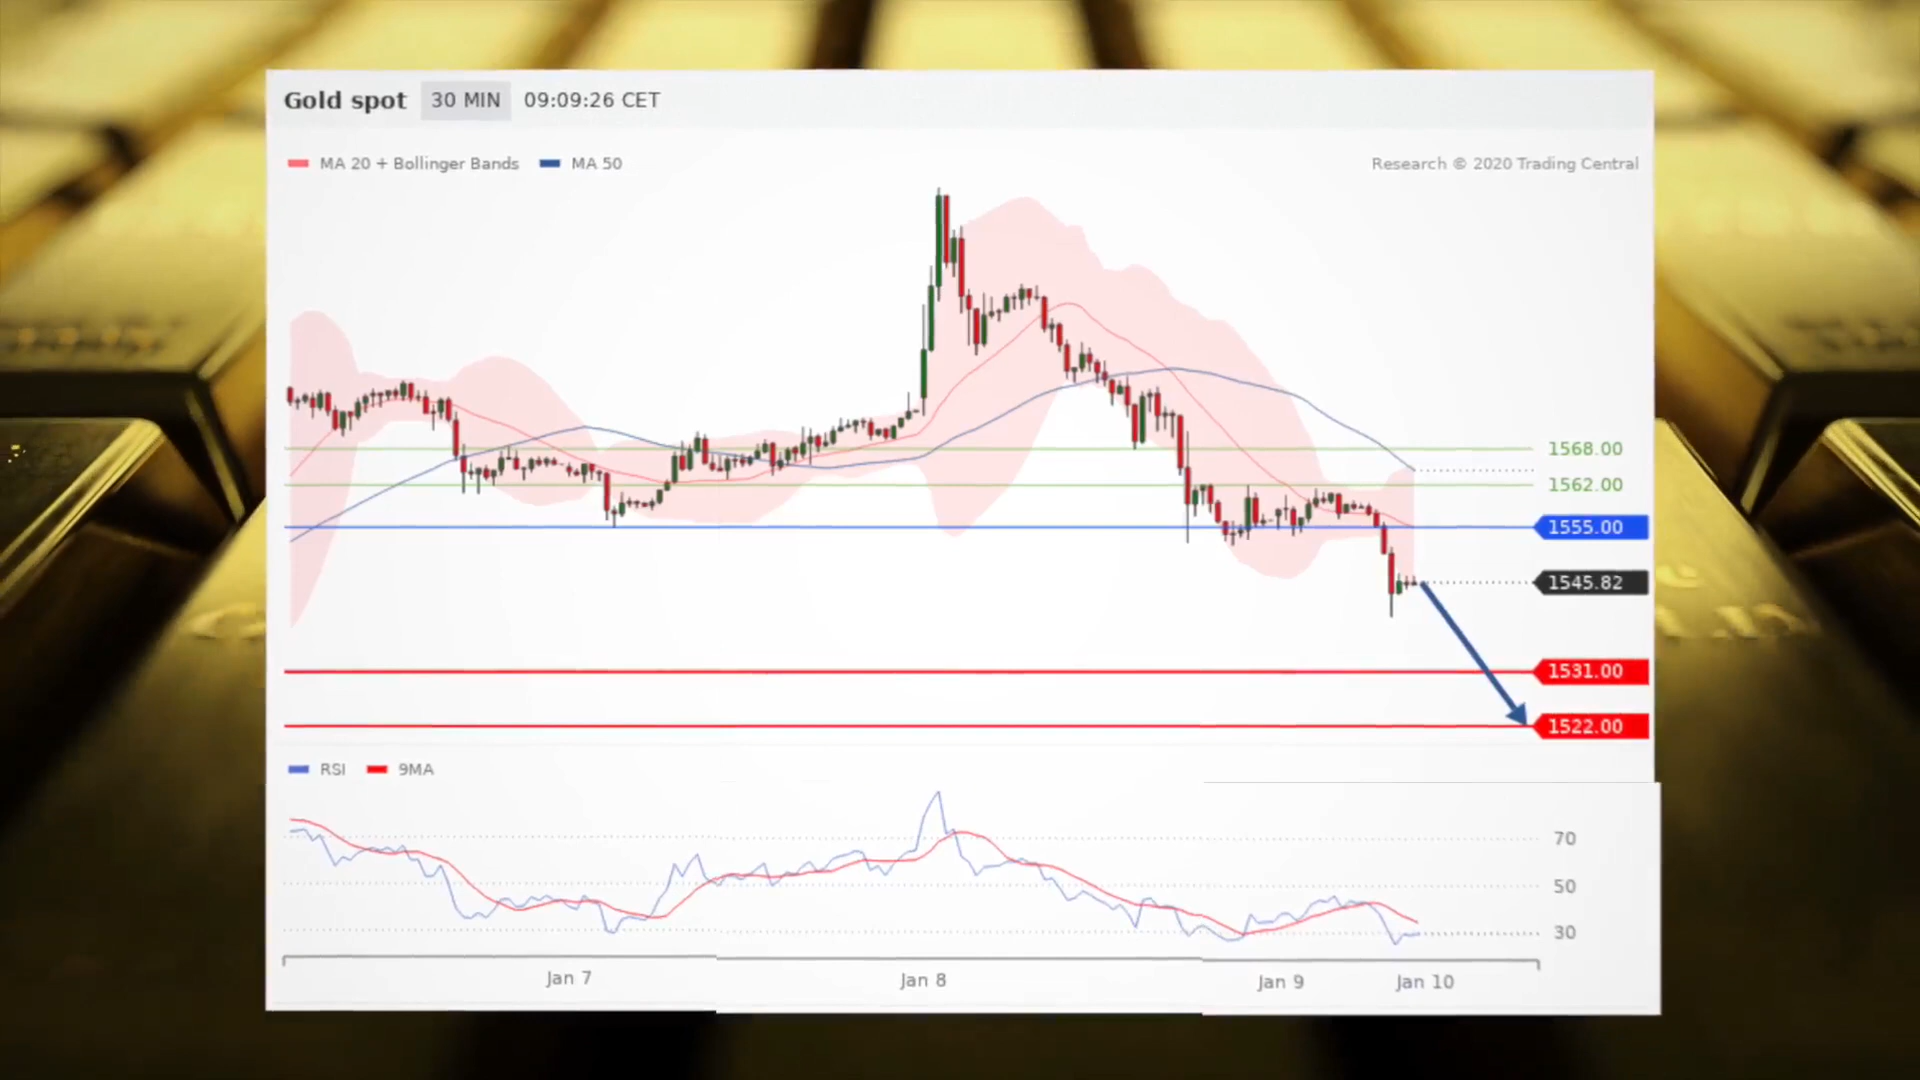 Gold spot 30 MIN 09:09:26 CET
MA 20 + Bollinger Bands MA 50 Research © 2020 Trading Central
1568.00
1562.00
1555.00
1545.82
1531.00
1522.00
RSI 9MA
70
50
30
Jan 7 Jan 8 Jan 9 Jan 10